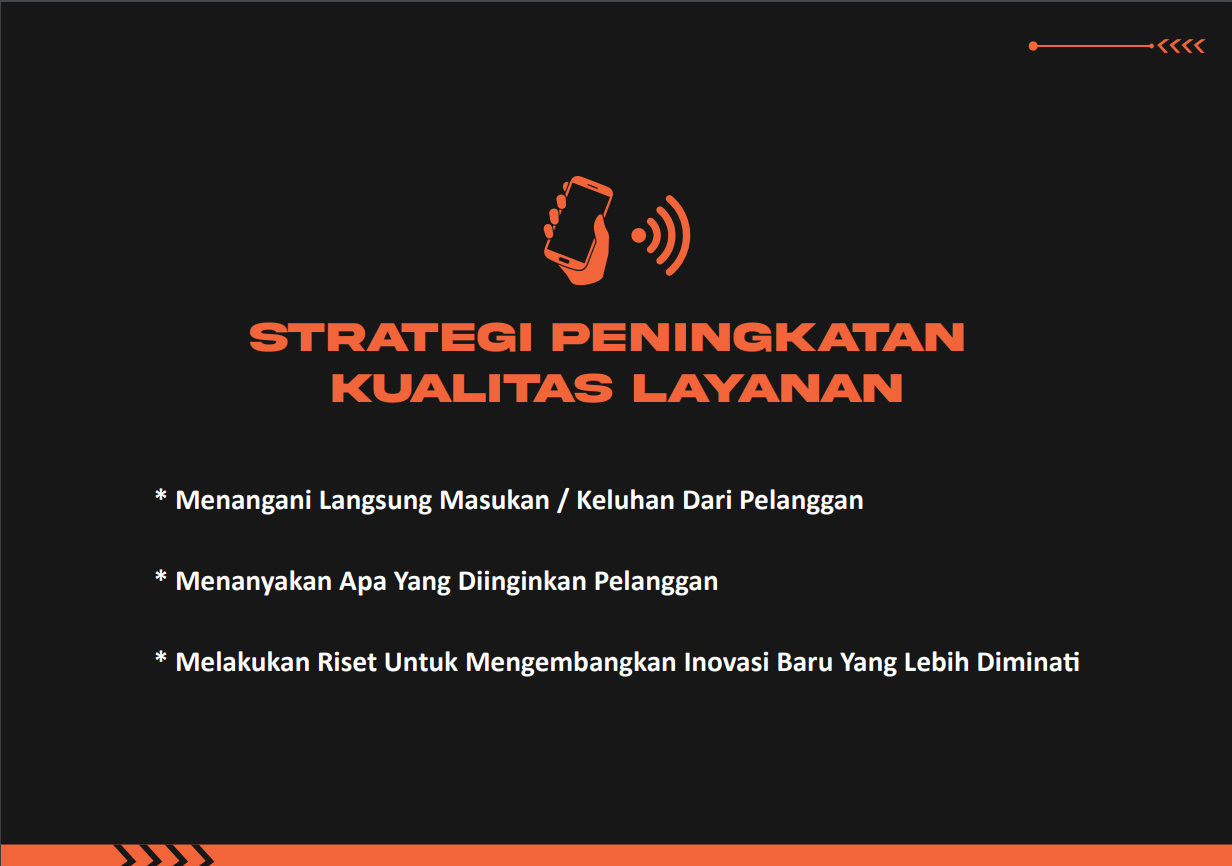 STRATEGI PENINGKATAN
KUALITAS LAYANAN
* Menangani Langsung Masukan / Keluhan Dari Pelanggan
* Menanyakan Apa Yang Diinginkan Pelanggan
* Melakukan Riset Untuk Mengembangkan Inovasi Baru Yang Lebih Diminati